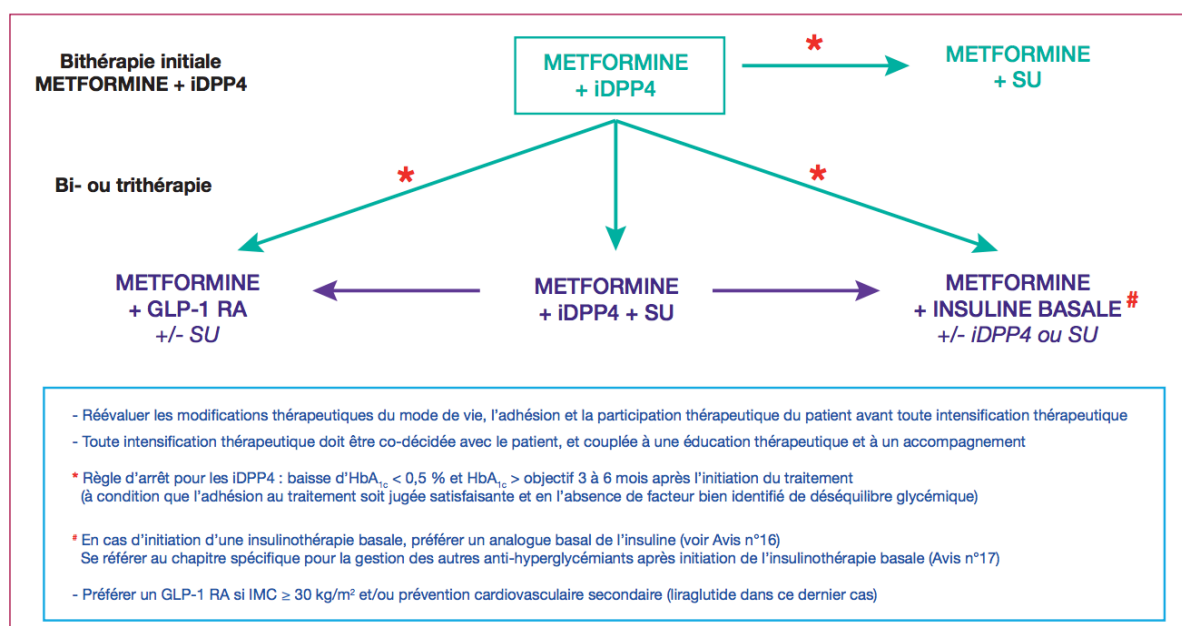 Bithérapie initiale
METFORMINE + iDPP4
METFORMINE
+ iDPP4
*
METFORMINE
+ SU
Bi- ou trithérapie
*
*
METFORMINE
+ GLP-1 RA
+/- SU
METFORMINE
+ iDPP4 + SU
METFORMINE
+ INSULINE BASALE #
+/- iDPP4 ou SU
- Réévaluer les modifications thérapeutiques du mode de vie, l’adhésion et la participation thérapeutique du patient avant toute intensification thérapeutique
- Toute intensification thérapeutique doit être co-décidée avec le patient, et couplée à une éducation thérapeutique et à un accompagnement
* Règle d’arrêt pour les iDPP4 : baisse d’HbA1c < 0,5 % et HbA1c > objectif 3 à 6 mois après l’initiation du traitement
(à condition que l’adhésion au traitement soit jugée satisfaisante et en l’absence de facteur bien identifié de déséquilibre glycémique)
# En cas d’initiation d’une insulinothérapie basale, préférer un analogue basal de l’insuline (voir Avis n°16)
Se référer au chapitre spécifique pour la gestion des autres anti-hyperglycémiants après initiation de l’insulinothérapie basale (Avis n°17)
- Préférer un GLP-1 RA si IMC ≥ 30 kg/m² et/ou prévention cardiovasculaire secondaire (liraglutide dans ce dernier cas)